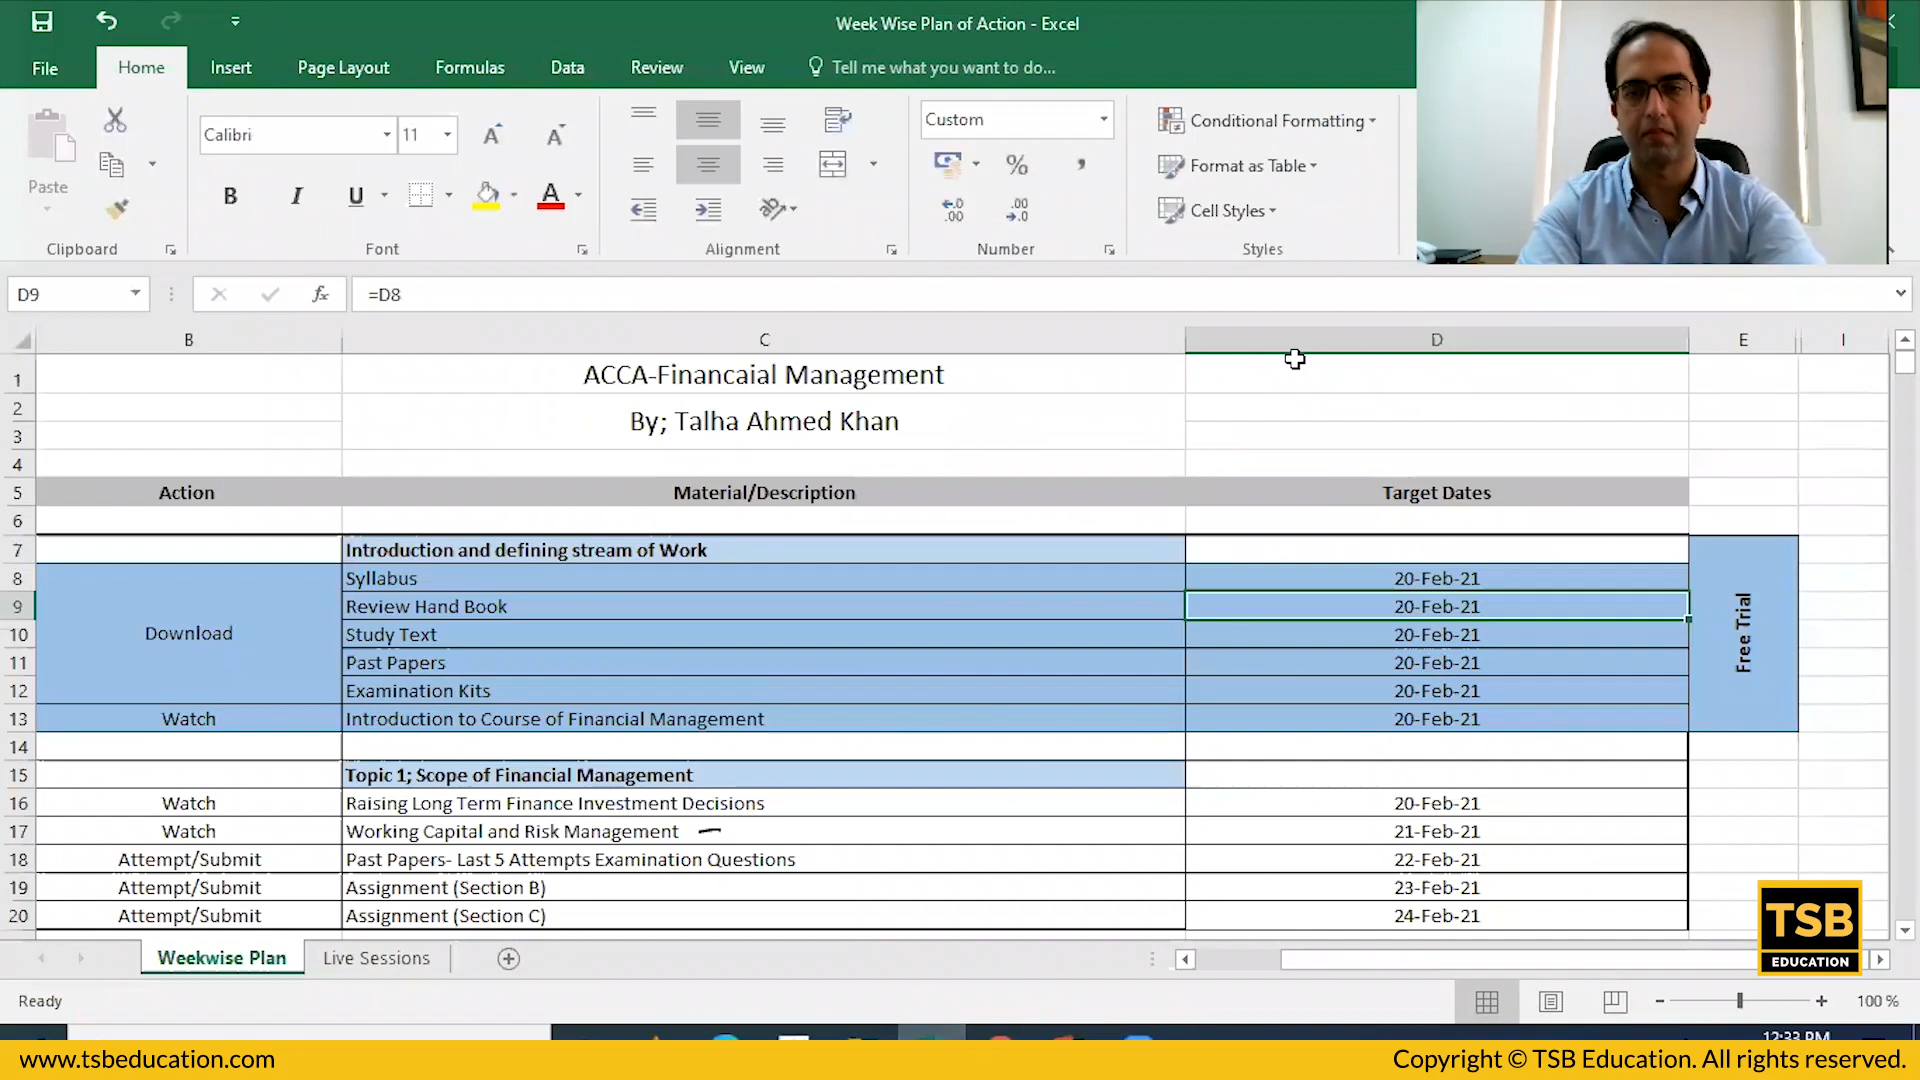 Week Wise Plan of Action - Excel
File Home Insert Page Layout Formulas Data Review View Tell me what you want to do...
Paste
Calibri 11
B I U A
Custom
%
Conditional Formatting
Format as Table
Cell Styles
Clipboard Font Alignment Number Styles
D9 fx =D8
B C D E I
1 ACCA-Financaial Management
2 By; Talha Ahmed Khan
3
4
5 Action Material/Description Target Dates
6
7 Introduction and defining stream of Work
8 Syllabus 20-Feb-21
9 Review Hand Book 20-Feb-21
10 Download Study Text 20-Feb-21
11 Past Papers 20-Feb-21
12 Examination Kits 20-Feb-21
13 Watch Introduction to Course of Financial Management 20-Feb-21
Free Trial
14
15 Topic 1; Scope of Financial Management
16 Watch Raising Long Term Finance Investment Decisions 20-Feb-21
17 Watch Working Capital and Risk Management 21-Feb-21
18 Attempt/Submit Past Papers- Last 5 Attempts Examination Questions 22-Feb-21
19 Attempt/Submit Assignment (Section B) 23-Feb-21
20 Attempt/Submit Assignment (Section C) 24-Feb-21
TSB
EDUCATION
Weekwise Plan Live Sessions
Ready 100 %
12:33 PM
www.tsbeducation.com Copyright © TSB Education. All rights reserved.